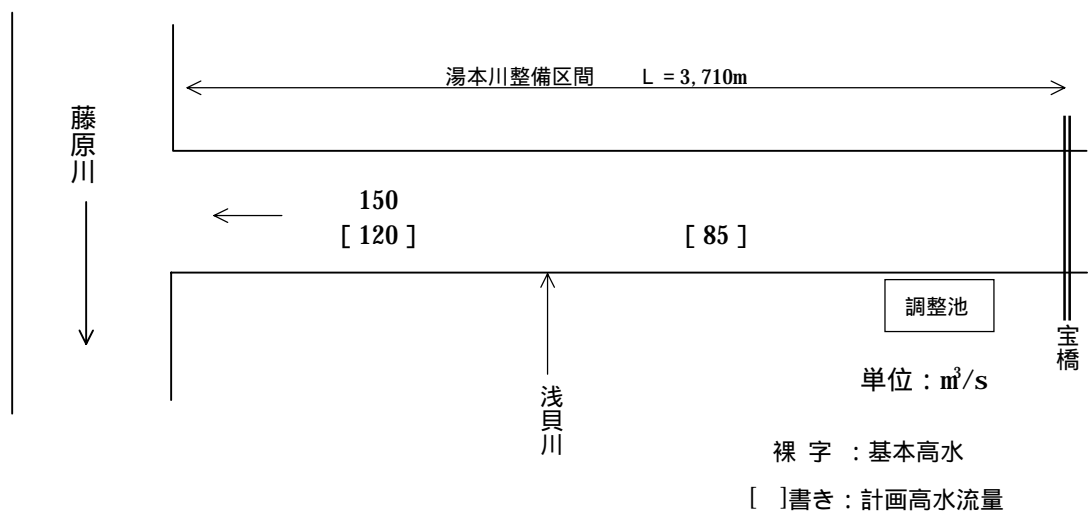 湯本川整備区間 L=3,710m
藤原川
150
[120]
[85]
調整池
宝橋
単位:m³/s
浅貝川
裸字:基本高水
[ ]書き:計画高水流量